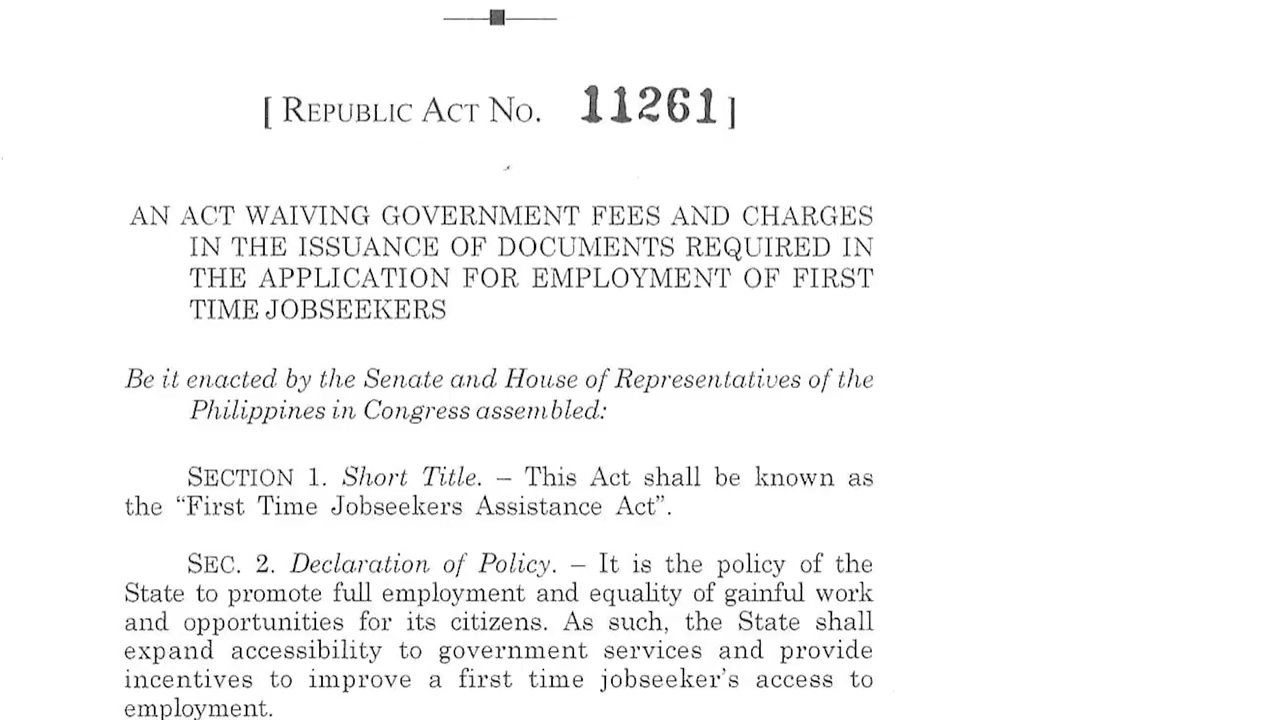 [ REPUBLIC ACT NO. 11261 ]
AN ACT WAIVING GOVERNMENT FEES AND CHARGES
IN THE ISSUANCE OF DOCUMENTS REQUIRED IN
THE APPLICATION FOR EMPLOYMENT OF FIRST
TIME JOBSEEKERS
Be it enacted by the Senate and House of Representatives of the
Philippines in Congress assembled:
SECTION 1. Short Title. – This Act shall be known as
the “First Time Jobseekers Assistance Act”.
SEC. 2. Declaration of Policy. – It is the policy of the
State to promote full employment and equality of gainful work
and opportunities for its citizens. As such, the State shall
expand accessibility to government services and provide
incentives to improve a first time jobseeker’s access to
employment.